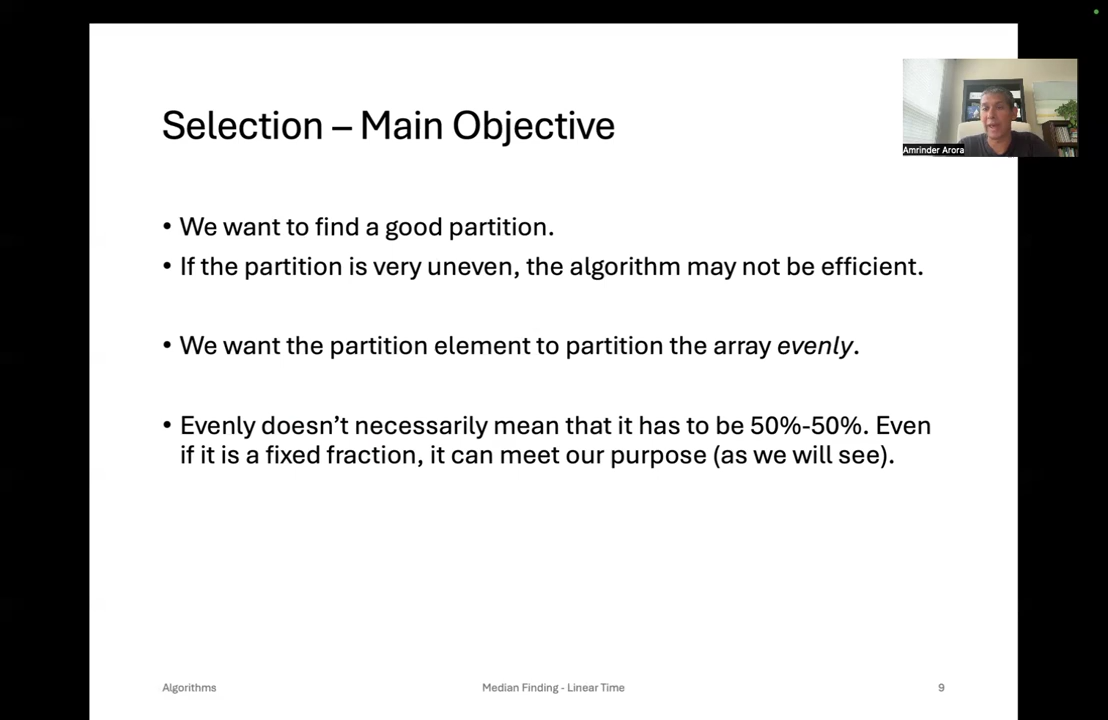 Selection – Main Objective
Amrinder Arora
• We want to find a good partition.
• If the partition is very uneven, the algorithm may not be efficient.
• We want the partition element to partition the array evenly.
• Evenly doesn’t necessarily mean that it has to be 50%-50%. Even
if it is a fixed fraction, it can meet our purpose (as we will see).
Algorithms
Median Finding - Linear Time
9